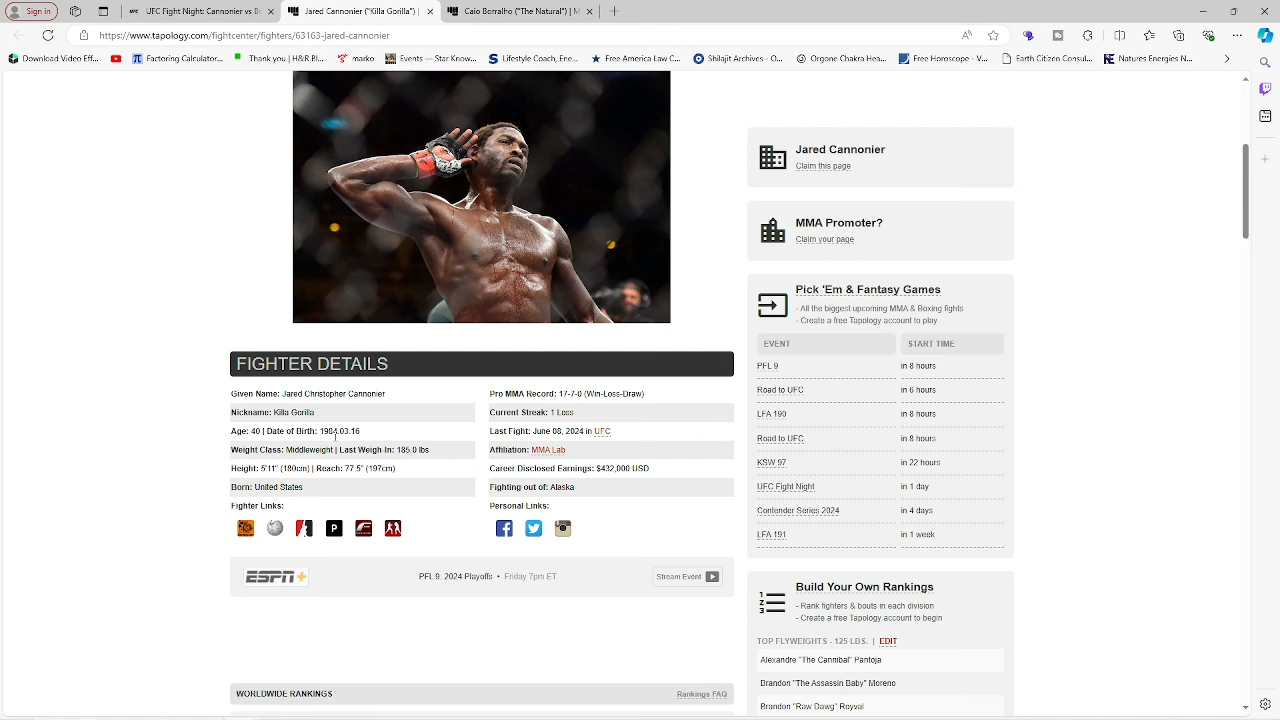 Sign in
UFC Fight Night: Cannonier vs Bo
Jared Cannonier ("Killa Gorilla") |
Caio Borralho ("The Natural") | M
https://www.tapology.com/fightcenter/fighters/63163-jared-cannonier
Download Video Eff...
Factoring Calculator...
Thank you | H&R Blo...
marko
Events — Star Know...
Lifestyle Coach, Ene...
Free America Law C...
Shilajit Archives - O...
Orgone Chakra Hea...
Free Horoscope - V...
Earth Citizen Consul...
Natures Energies N...
Jared Cannonier
Claim this page
MMA Promoter?
Claim your page
Pick 'Em & Fantasy Games
- All the biggest upcoming MMA & Boxing fights
- Create a free Tapology account to play
EVENT START TIME
PFL 9 in 8 hours
Road to UFC in 6 hours
LFA 190 in 8 hours
Road to UFC in 8 hours
KSW 97 in 22 hours
UFC Fight Night in 1 day
Contender Series 2024 in 4 days
LFA 191 in 1 week
FIGHTER DETAILS
Given Name: Jared Christopher Cannonier
Pro MMA Record: 17-7-0 (Win-Loss-Draw)
Nickname: Killa Gorilla
Current Streak: 1 Loss
Age: 40 | Date of Birth: 1984.03.16
Last Fight: June 08, 2024 in UFC
Weight Class: Middleweight | Last Weigh-In: 185.0 lbs
Affiliation: MMA Lab
Height: 5'11" (180cm) | Reach: 77.5" (197cm)
Career Disclosed Earnings: $432,000 USD
Born: United States
Fighting out of: Alaska
Fighter Links:
Personal Links:
P
ESPN+
PFL 9: 2024 Playoffs • Friday 7pm ET
Stream Event
WORLDWIDE RANKINGS
Rankings FAQ
Build Your Own Rankings
- Rank fighters & bouts in each division
- Create a free Tapology account to begin
TOP FLYWEIGHTS - 125 LBS. | EDIT
Alexandre "The Cannibal" Pantoja
Brandon "The Assassin Baby" Moreno
Brandon "Raw Dawg" Royval